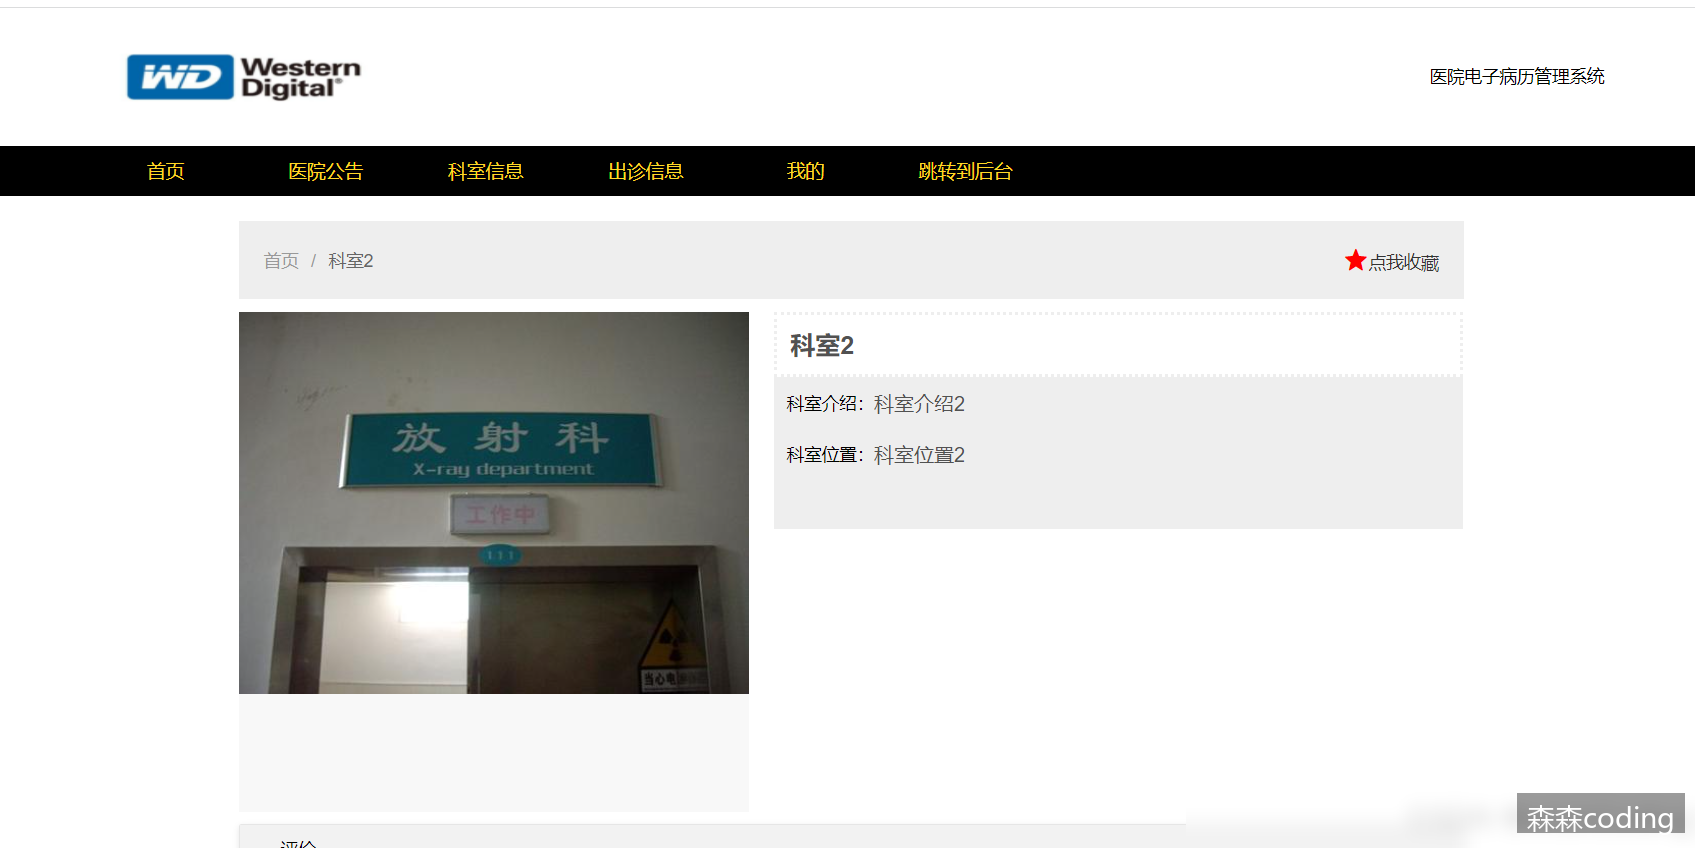 WD Western
Digital®
医院电子病历管理系统
首页 医院公告 科室信息 出诊信息 我的 跳转到后台
首页 / 科室2
点我收藏
放射科
X-ray department
工作中
111
当心电
科室2
科室介绍：科室介绍2
科室位置：科室位置2
森森coding
评价